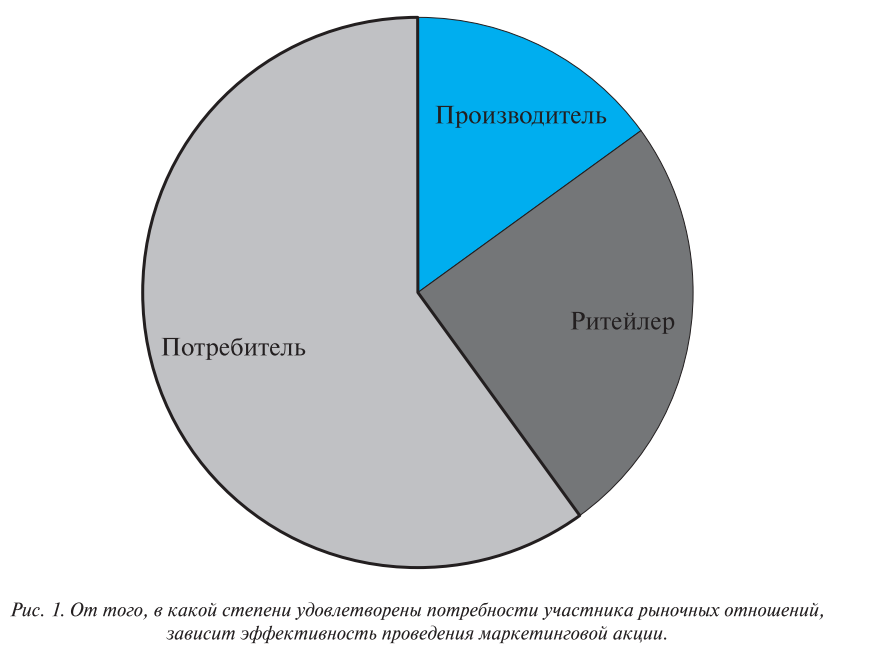 Производитель
Ритейлер
Потребитель
Рис. 1. От того, в какой степени удовлетворены потребности участника рыночных отношений,
зависит эффективность проведения маркетинговой акции.